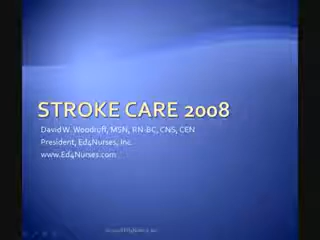 STROKE CARE 2008
David W. Woodruff, MSN, RN-BC, CNS, CEN
President, Ed4Nurses, Inc.
www.Ed4Nurses.com